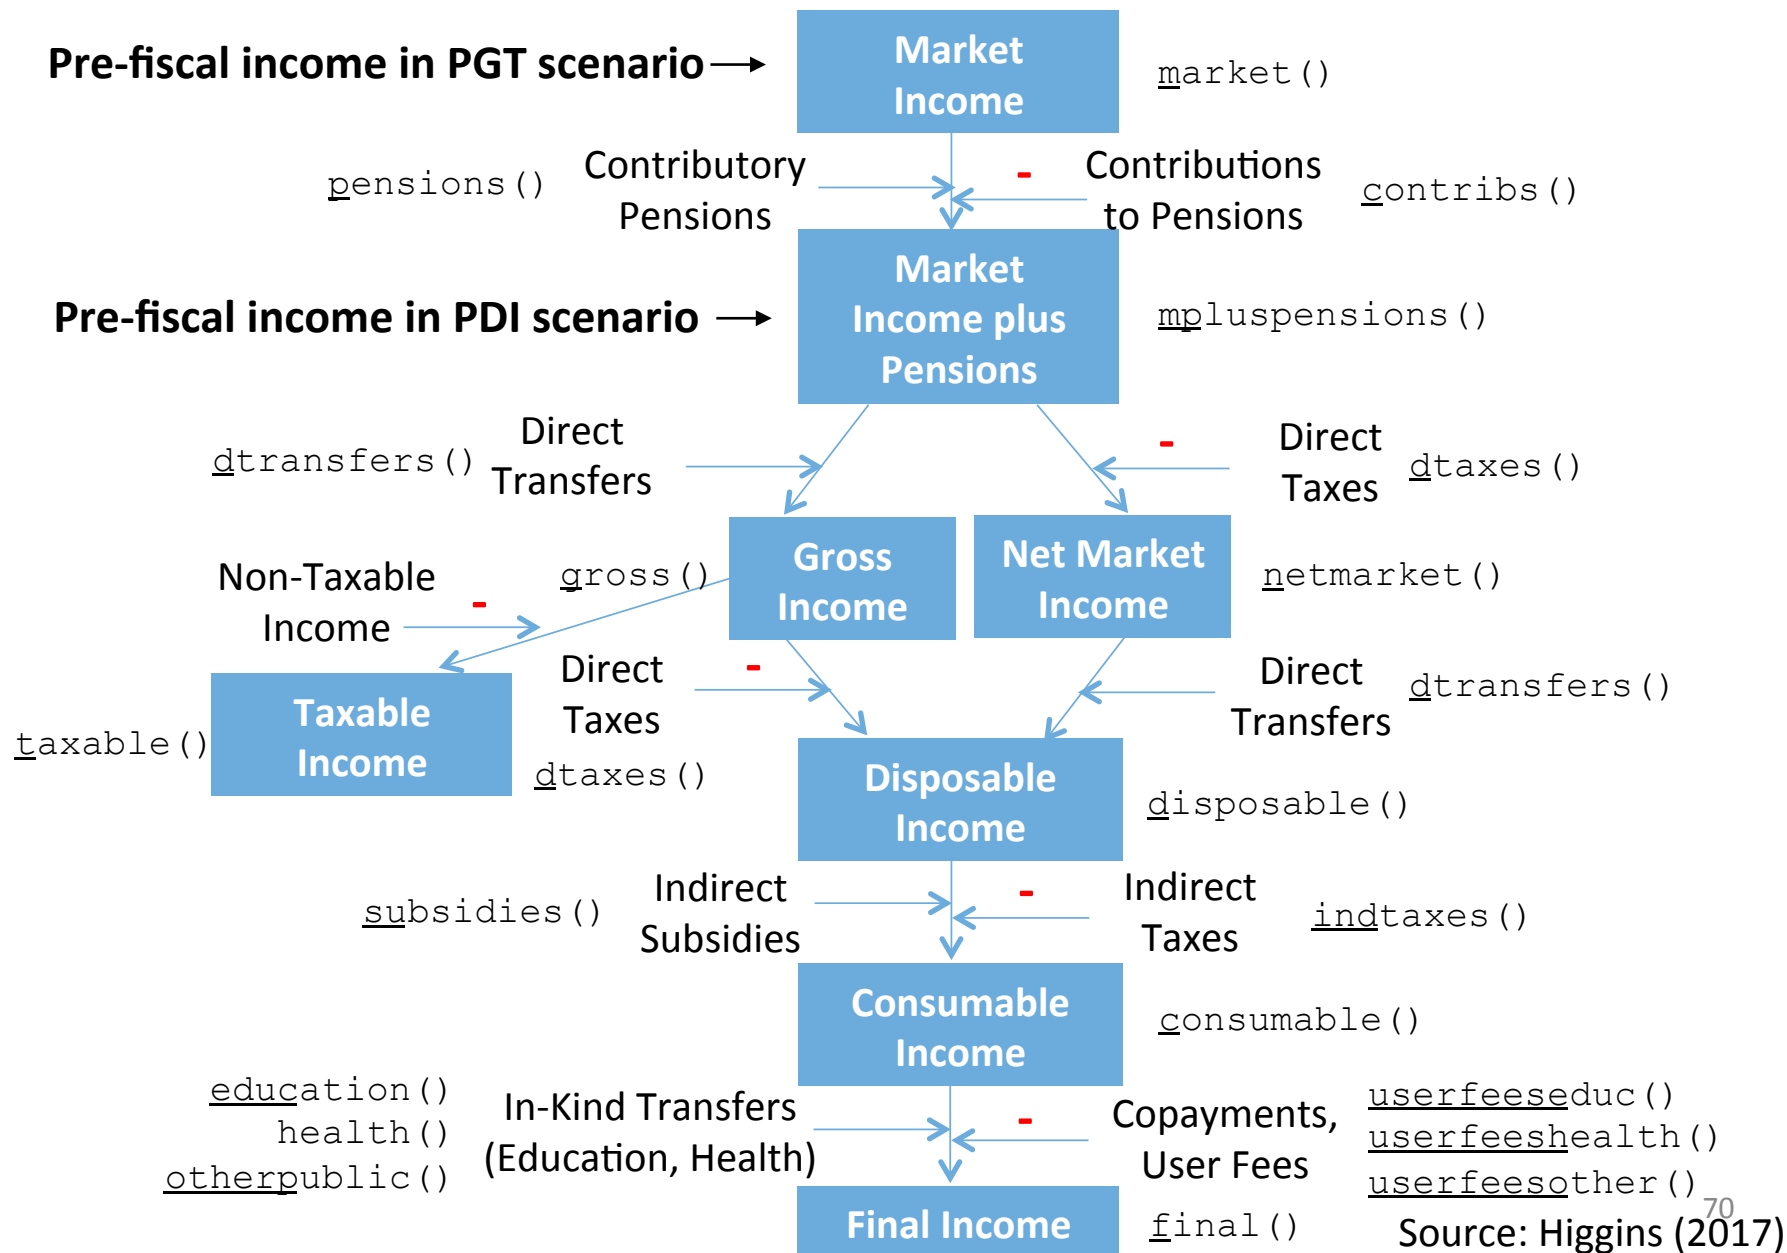 Pre-fiscal income in PGT scenario
Market
Income
market()
pensions()
Contributory
Pensions
-
Contributions
to Pensions
contribs()
Pre-fiscal income in PDI scenario
Market
Income plus
Pensions
mpluspensions()
dtransfers()
Direct
Transfers
-
Direct
Taxes
dtaxes()
Non-Taxable
Income
-
gross()
Gross
Income
Net Market
Income
netmarket()
taxable()
Taxable
Income
Direct
Taxes
-
dtaxes()
Direct
Transfers
dtransfers()
Disposable
Income
disposable()
subsidies()
Indirect
Subsidies
-
Indirect
Taxes
indtaxes()
Consumable
Income
consumable()
education()
health()
otherpublic()
In-Kind Transfers
(Education, Health)
-
Copayments,
User Fees
userfeeseduc()
userfeeshealth()
userfeesother()
Final Income
final()
70
Source: Higgins (2017)